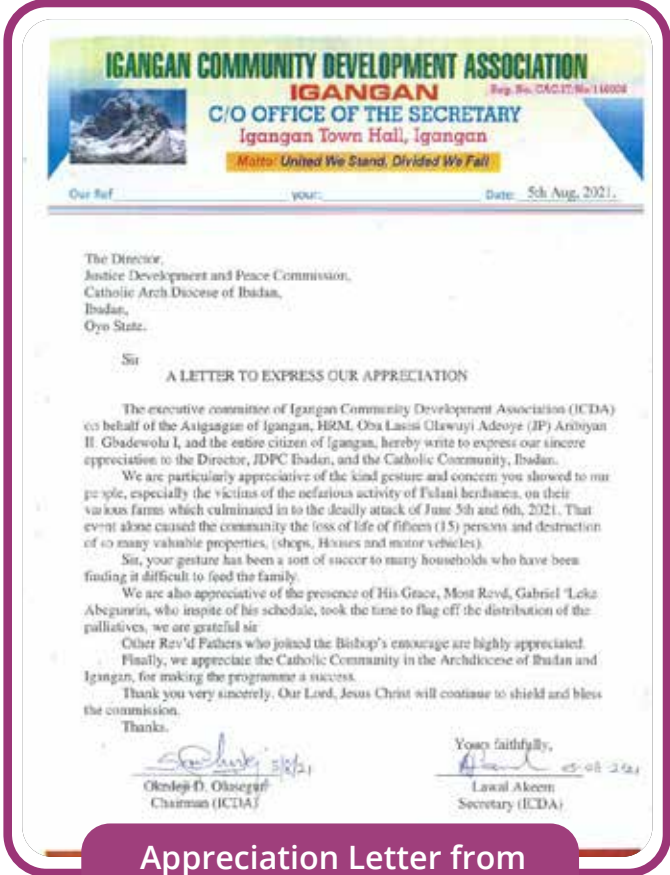 IGANGAN COMMUNITY DEVELOPMENT ASSOCIATION
IGANGAN
Reg. No. CAC/IT/No
C/O OFFICE OF THE SECRETARY
Igangan Town Hall, Igangan
Motto: United We Stand, Divided We Fall
Our Ref your: Date: 5th Aug, 2021.
The Director,
Justice Development and Peace Commission,
Catholic Arch Diocese of Ibadan,
Ibadan,
Oyo State.
Sir
A LETTER TO EXPRESS OUR APPRECIATION
The executive committee of Igangan Community Development Association (ICDA)
on behalf of the Asigangan of Igangan, HRM, Oba Lasisi Olawuyi Adeoye (JP) Aribiyan
II. Gbadewolu I, and the entire citizen of Igangan, hereby write to express our sincere
appreciation to the Director, JDPC Ibadan, and the Catholic Community, Ibadan.
We are particularly appreciative of the kind gesture and concern you showed to our
people, especially the victims of the nefarious activity of Fulani herdsmen, on their
various farms which culminated in to the deadly attack of June 5th and 6th, 2021. That
event alone caused the community the loss of life of fifteen (15) persons and destruction
of so many valuable properties, (shops, Houses and motor vehicles).
Sir, your gesture has been a sort of succor to many households who have been
finding it difficult to feed the family.
We are also appreciative of the presence of His Grace, Most Revd, Gabriel 'Leke
Abegunrin, who inspite of his schedule, took the time to flag off the distribution of the
palliatives, we are grateful sir
Other Rev'd Fathers who joined the Bishop's entourage are highly appreciated.
Finally, we appreciate the Catholic Community in the Archdiocese of Ibadan and
Igangan, for making the programme a success.
Thank you very sincerely. Our Lord, Jesus Christ will continue to shield and bless
the commission.
Thanks.
Yours faithfully,
5/8/21 05-08-2021
Okedeji D. Olusegun Lawal Akeem
Chairman (ICDA) Secretary (ICDA)
Appreciation Letter from